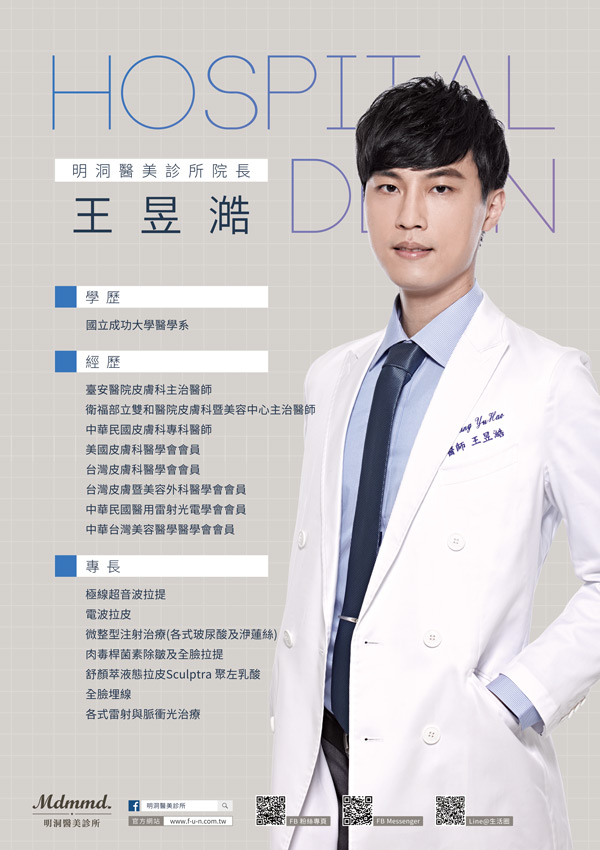 HOSPITAL
DEAN
明洞醫美診所院長
王昱澔
學歷
國立成功大學醫學系
經歷
臺安醫院皮膚科主治醫師
衛福部立雙和醫院皮膚科暨美容中心主治醫師
中華民國皮膚科專科醫師
美國皮膚科醫學會會員
台灣皮膚科醫學會會員
台灣皮膚暨美容外科醫學會會員
中華民國醫用雷射光電學會會員
中華台灣美容醫學醫學會會員
ng Yu Hao
醫師 王昱澔
專長
極線超音波拉提
電波拉皮
微整型注射治療(各式玻尿酸及洢蓮絲)
肉毒桿菌素除皺及全臉拉提
舒顏萃液態拉皮Sculptra 聚左乳酸
全臉埋線
各式雷射與脈衝光治療
Mdmmd.
明洞醫美診所
f 明洞醫美診所
官方網站 www.f-u-n.com.tw
FB 粉絲專頁
FB Messenger
Line@生活圈